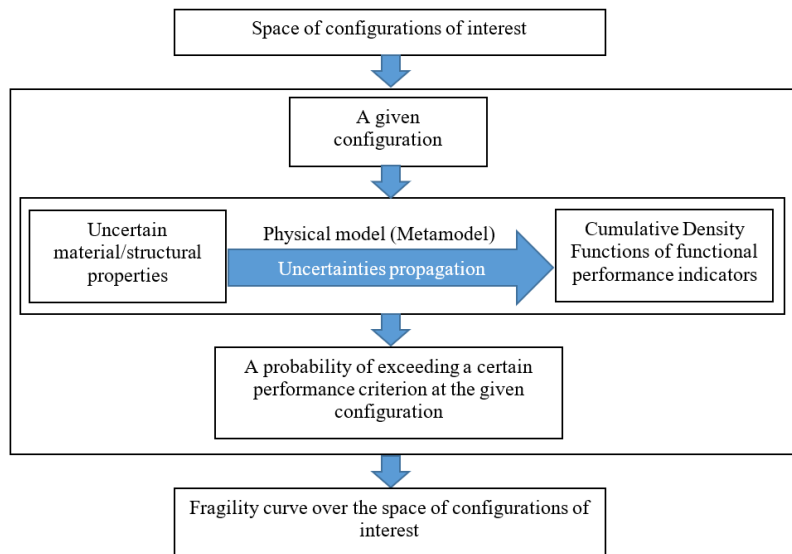 Space of configurations of interest
A given
configuration
Uncertain
material/structural
properties
Physical model (Metamodel)
Uncertainties propagation
Cumulative Density
Functions of functional
performance indicators
A probability of exceeding a certain
performance criterion at the given
configuration
Fragility curve over the space of configurations of
interest